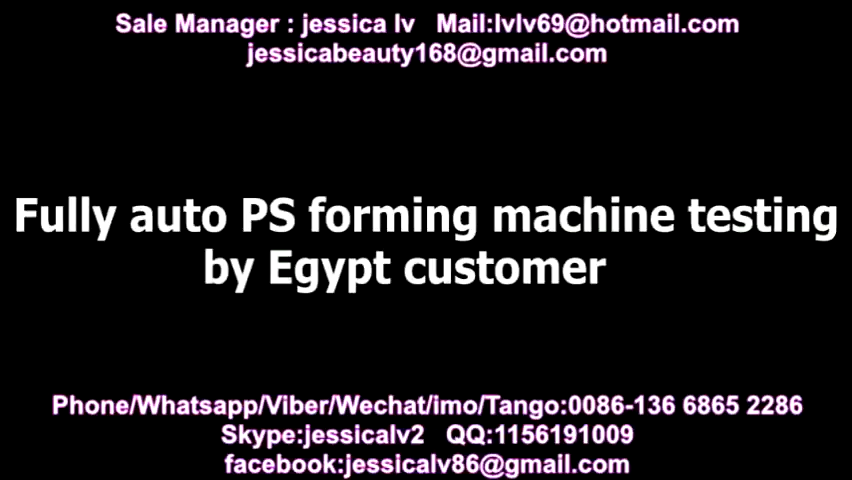 Sale Manager : jessica lv Mail:lvlv69@hotmail.com
jessicabeauty168@gmail.com
Fully auto PS forming machine testing
by Egypt customer
Phone/Whatsapp/Viber/Wechat/imo/Tango:0086-136 6865 2286
Skype:jessicalv2 QQ:1156191009
facebook:jessicalv86@gmail.com